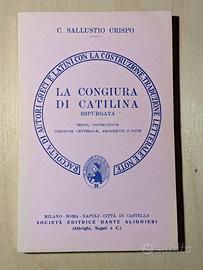 C. SALLUSTIO CRISPO
RACCOLTA DI AUTORI GRECI E LATINI CON LA COSTRUZIONE TRADUZIONE LETTERALE E NOTE
LA CONGIURA
DI CATILINA
ESPURGATA
TESTO, COSTRUZIONE
VERSIONE LETTERALE, ARGOMENTI E NOTE
MILANO - ROMA - NAPOLI - CITTÀ DI CASTELLO
SOCIETÀ EDITRICE DANTE ALIGHIERI
(Albrighi, Segati e C.)
subito